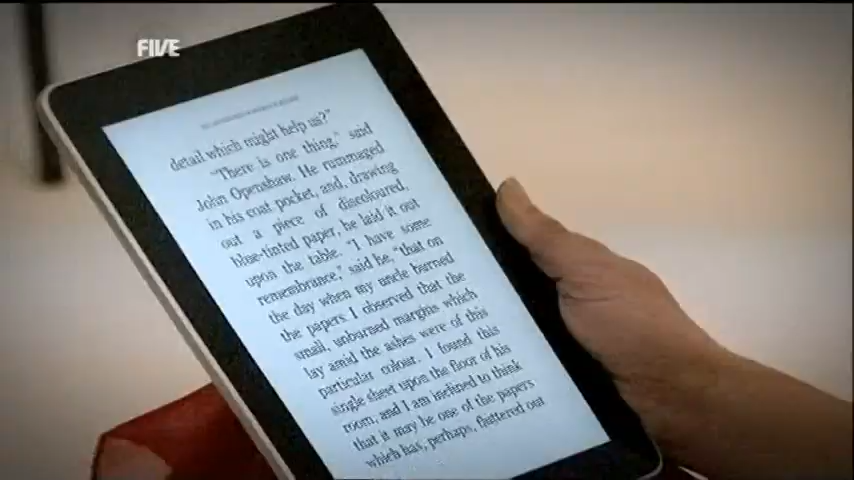 FIVE
detail which might help us?"
"There is one thing," said
John Openshaw. He rummaged
in his coat pocket, and, drawing
out a piece of discoloured,
blue-tinted paper, he laid it out
upon the table. "I have some
remembrance," said he, "that on
the day when my uncle burned
the papers I observed that the
small, unburned margins which
lay amid the ashes were of this
particular colour. I found this
single sheet upon the floor of his
room, and I am inclined to think
that it may be one of the papers
which has, perhaps, fluttered out